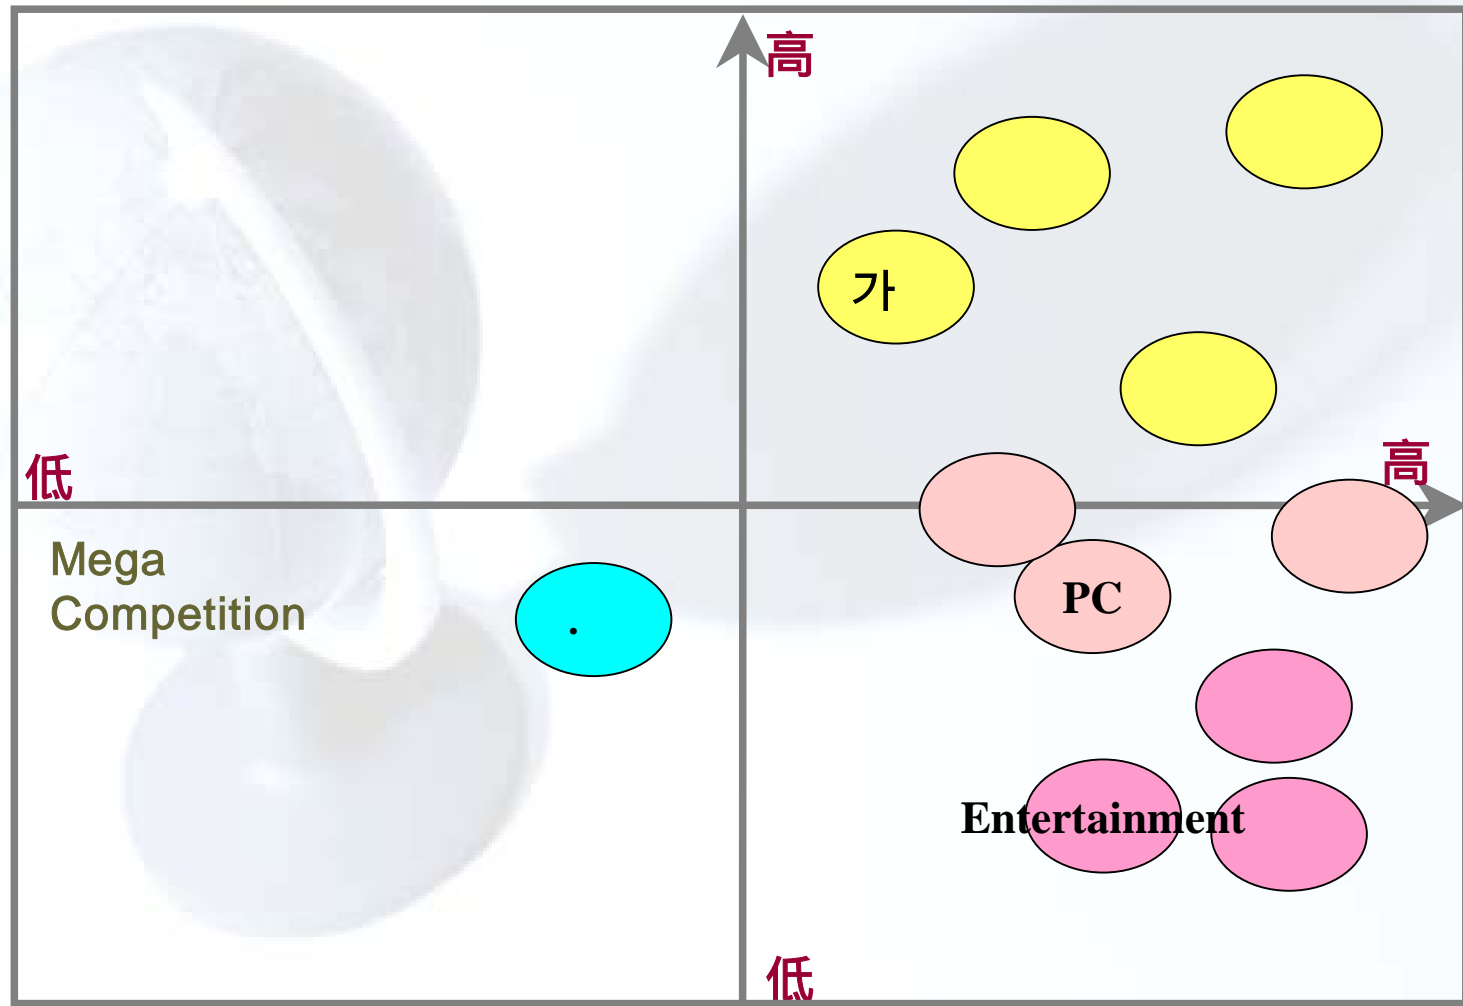 高
가
高
低
Mega
Competition
.
PC
Entertainment
低